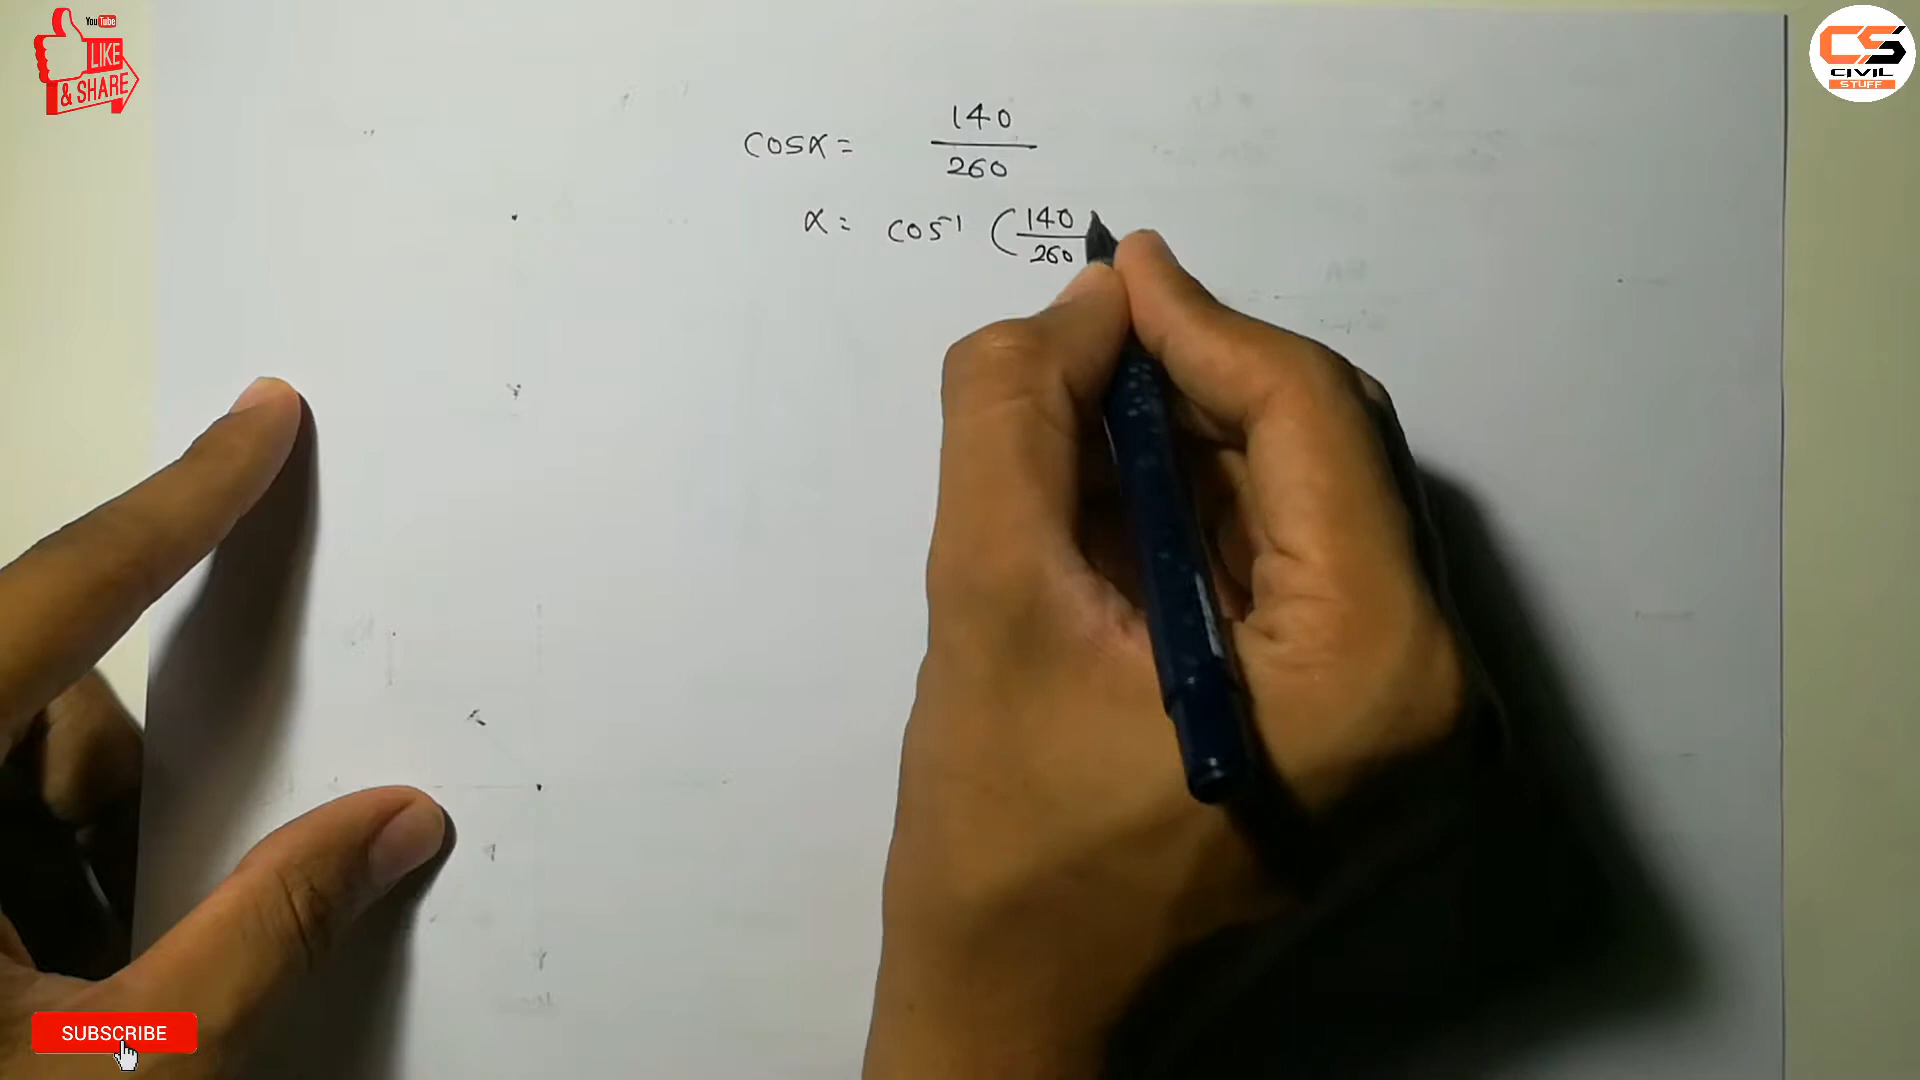 You Tube
LIKE
& SHARE
CS
CIVIL
STUFF
cosα = 140/260
α = cos⁻¹ (140/260
SUBSCRIBE